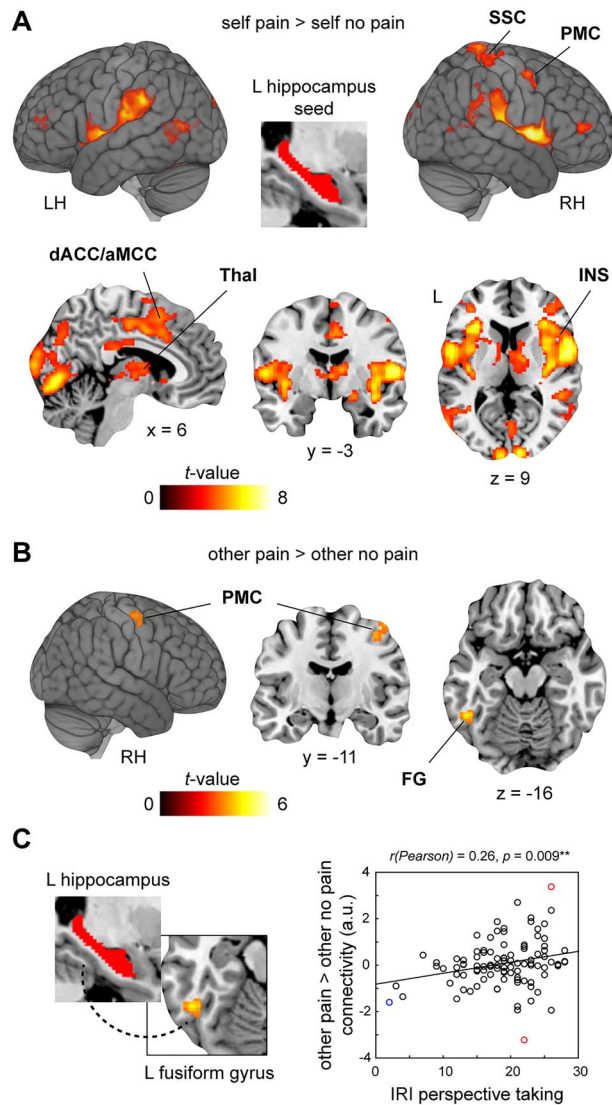 A
self pain > self no pain
SSC
PMC
L hippocampus
seed
LH
RH
dACC/aMCC
Thal
INS
L
x = 6
y = -3
z = 9
t-value
0
8
B
other pain > other no pain
PMC
RH
y = -11
FG
z = -16
t-value
0
6
C
L hippocampus
L fusiform gyrus
r(Pearson) = 0.26, p = 0.009**
other pain > other no pain
connectivity (a.u.)
4
2
0
-2
-4
0
10
20
30
IRI perspective taking